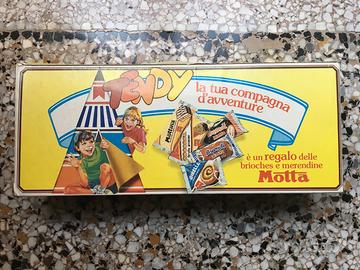 TENDY
la tua compagna
d'avventure
è un regalo delle
brioches e merendine
Motta